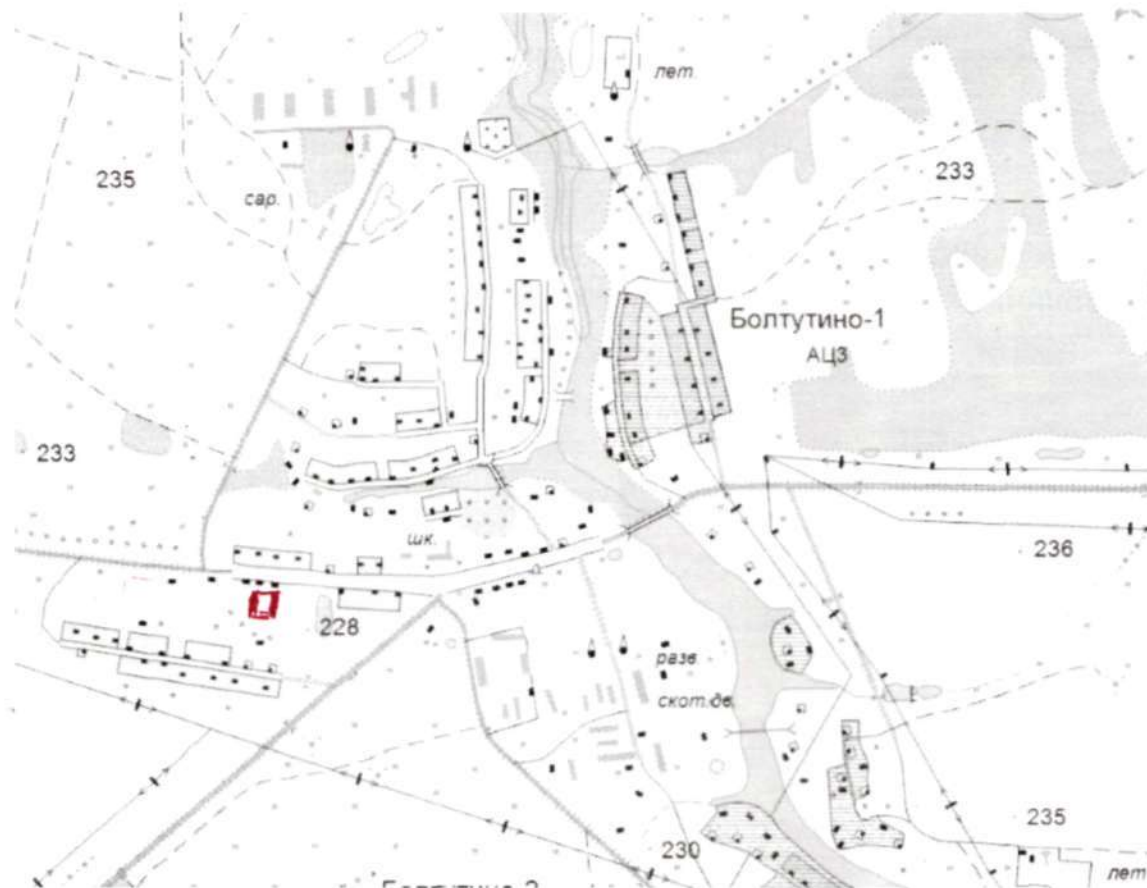 лет.
235
233
сар.
Болтутино-1
АЦЗ
233
шк.
236
228
разв.
скот.дв.
235
230
лет.